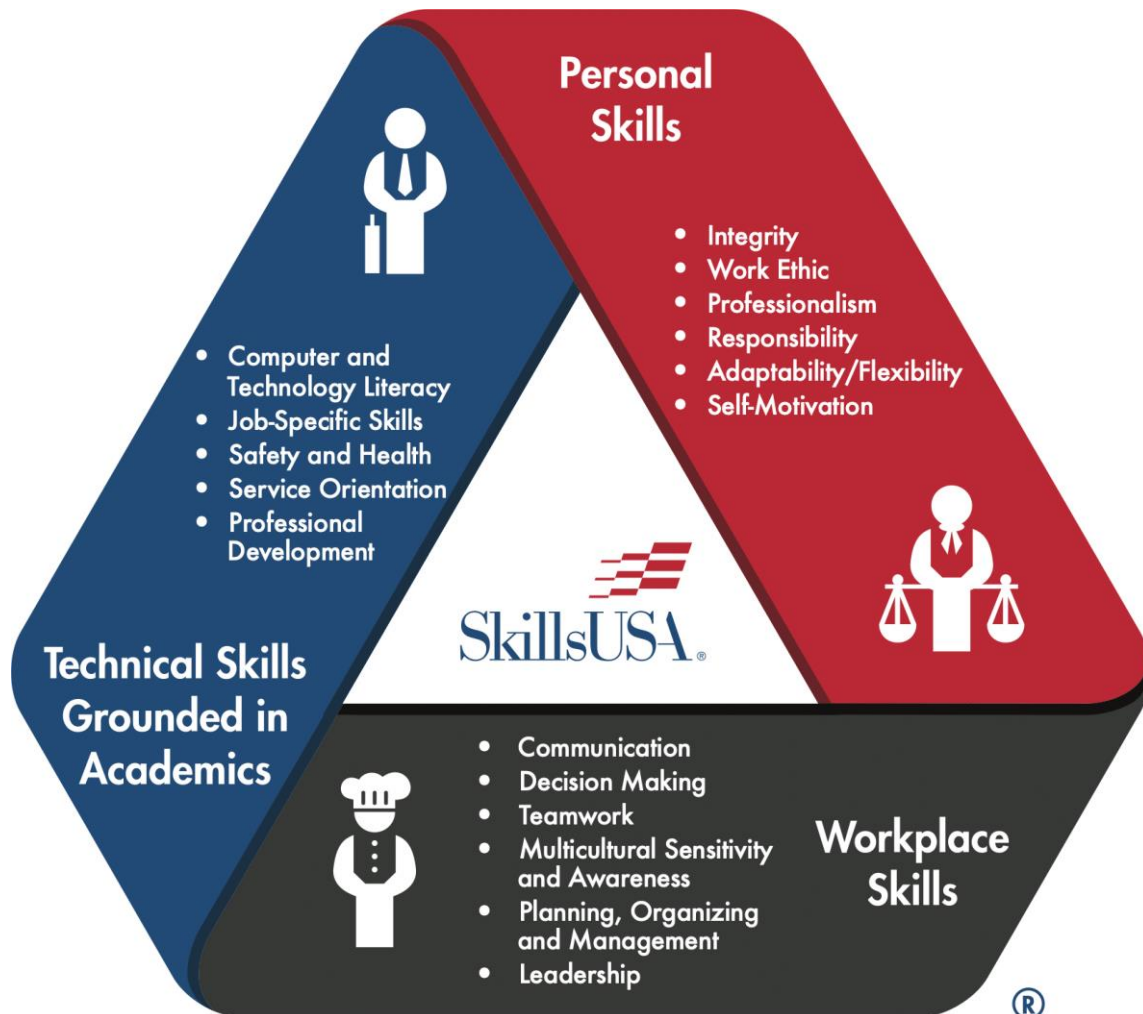 Personal
Skills
• Integrity
• Work Ethic
• Professionalism
• Responsibility
• Adaptability/Flexibility
• Self-Motivation
• Computer and
Technology Literacy
• Job-Specific Skills
• Safety and Health
• Service Orientation
• Professional
Development
Technical Skills
Grounded in
Academics
SkillsUSA®
• Communication
• Decision Making
• Teamwork
• Multicultural Sensitivity
and Awareness
• Planning, Organizing
and Management
• Leadership
Workplace
Skills
®